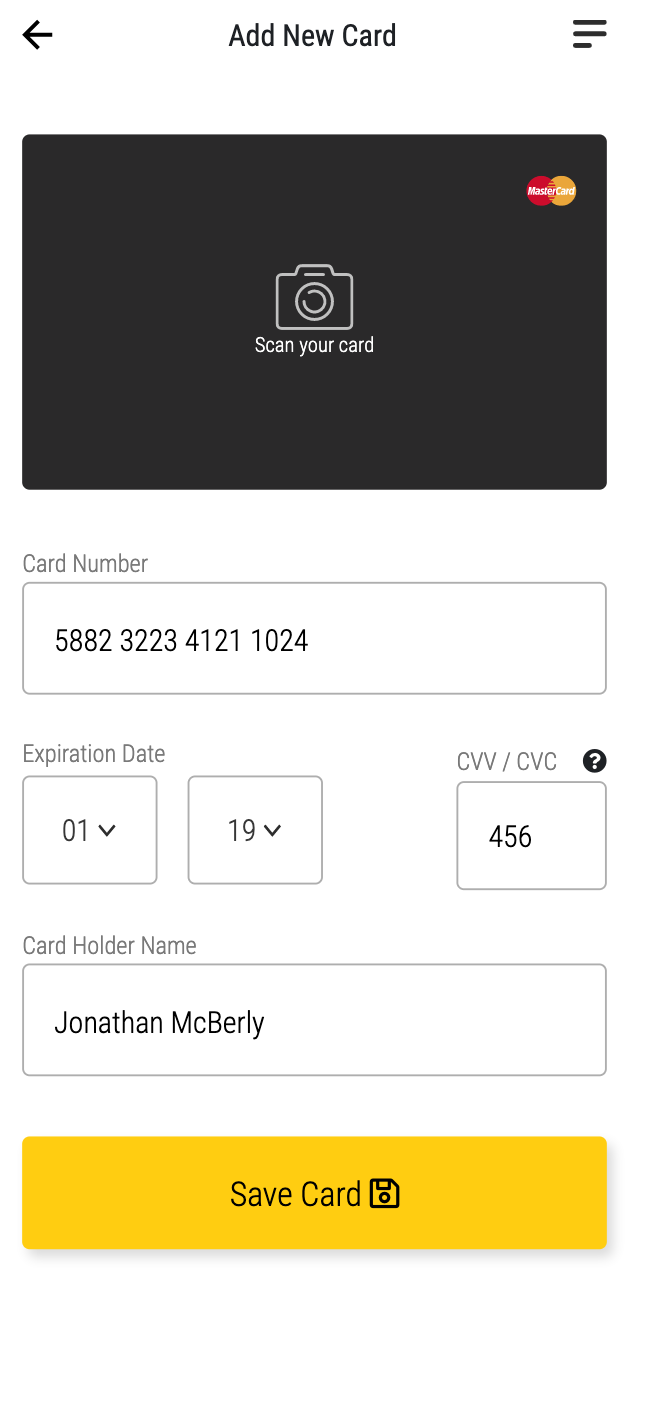 Add New Card
MasterCard
Scan your card
Card Number
5882 3223 4121 1024
Expiration Date
CVV / CVC ?
01
19
456
Card Holder Name
Jonathan McBerly
Save Card